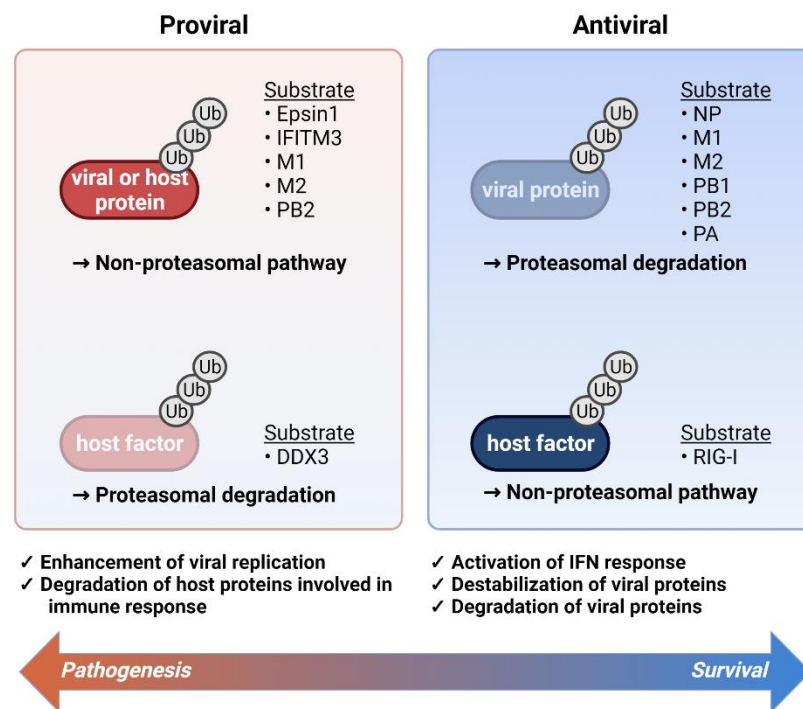 Proviral
Ub
Ub
Ub
viral or host
protein
Substrate
• Epsin1
• IFITM3
• M1
• M2
• PB2
→ Non-proteasomal pathway
Ub
Ub
Ub
host factor
Substrate
• DDX3
→ Proteasomal degradation
✓ Enhancement of viral replication
✓ Degradation of host proteins involved in
immune response
Antiviral
Ub
Ub
Ub
viral protein
Substrate
• NP
• M1
• M2
• PB1
• PB2
• PA
→ Proteasomal degradation
Ub
Ub
Ub
host factor
Substrate
• RIG-I
→ Non-proteasomal pathway
✓ Activation of IFN response
✓ Destabilization of viral proteins
✓ Degradation of viral proteins
Pathogenesis
Survival